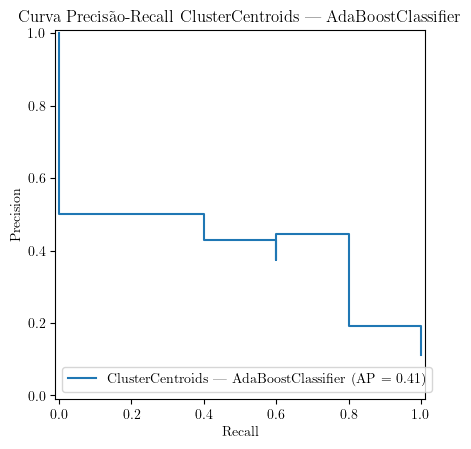 Curva Precisão-Recall ClusterCentroids — AdaBoostClassifier
1.0
0.8
0.6
0.4
0.2
0.0
Precision
ClusterCentroids — AdaBoostClassifier (AP = 0.41)
0.0 0.2 0.4 0.6 0.8 1.0
Recall